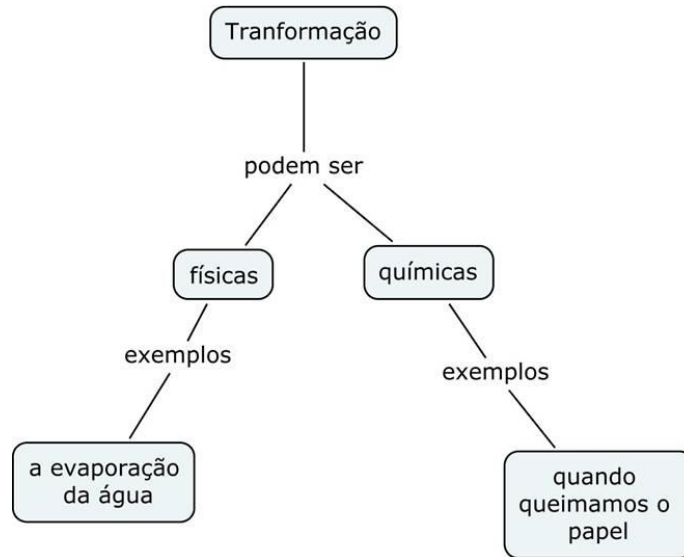 Tranformação
podem ser
físicas
químicas
exemplos
exemplos
a evaporação
da água
quando
queimamos o
papel